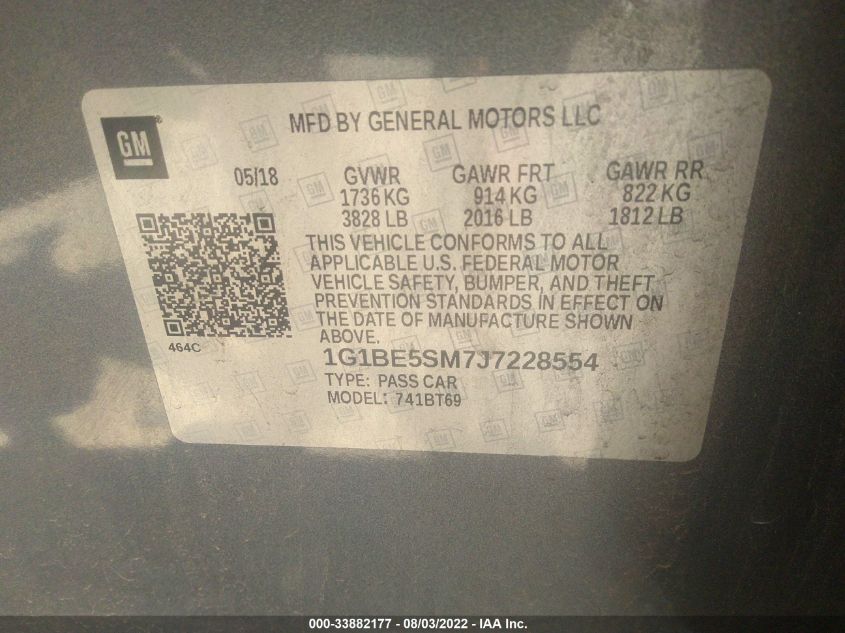 GM
MFD BY GENERAL MOTORS LLC
05/18 GVWR GAWR FRT GAWR RR
1736 KG 914 KG 822 KG
3828 LB 2016 LB 1812 LB
THIS VEHICLE CONFORMS TO ALL
APPLICABLE U.S. FEDERAL MOTOR
VEHICLE SAFETY, BUMPER, AND THEFT
PREVENTION STANDARDS IN EFFECT ON
THE DATE OF MANUFACTURE SHOWN
ABOVE.
464C
1G1BE5SM7J7228554
TYPE: PASS CAR
MODEL: 741BT69
000-33882177 - 08/03/2022 - IAA Inc.